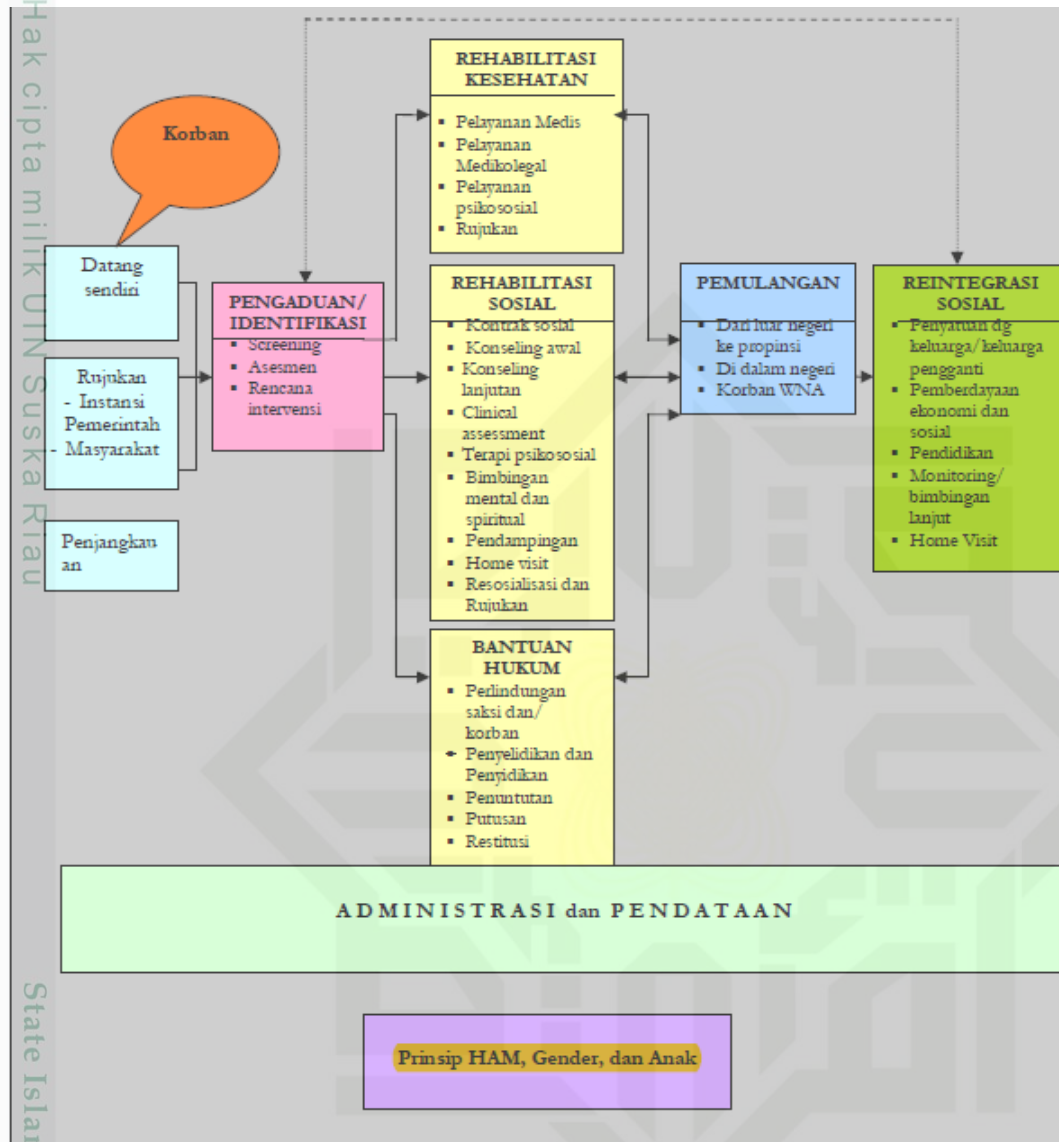 Hak cipta milik UIN Suska Riau
State Isla
Korban
Datang
sendiri
Rujukan
- Instansi
Pemerintah
- Masyarakat
Penjangkau
an
PENGADUAN/
IDENTIFIKASI
▪ Screening
▪ Asesmen
▪ Rencana
intervensi
REHABILITASI
KESEHATAN
▪ Pelayanan Medis
▪ Pelayanan
Medikolegal
▪ Pelayanan
psikososial
▪ Rujukan
REHABILITASI
SOSIAL
▪ Kontrak sosial
▪ Konseling awal
▪ Konseling
lanjutan
▪ Clinical
assessment
▪ Terapi psikososial
▪ Bimbingan
mental dan
spiritual
▪ Pendampingan
▪ Home visit
▪ Resosialisasi dan
Rujukan
BANTUAN
HUKUM
▪ Perlindungan
saksi dan/
korban
▪ Penyelidikan dan
Penyidikan
▪ Penuntutan
▪ Putusan
▪ Restitusi
PEMULANGAN
▪ Dari luar negeri
ke propinsi
▪ Di dalam negeri
▪ Korban WNA
REINTEGRASI
SOSIAL
▪ Penyatuan dg
keluarga/keluarga
pengganti
▪ Pemberdayaan
ekonomi dan
sosial
▪ Pendidikan
▪ Monitoring/
bimbingan
lanjut
▪ Home Visit
ADMINISTRASI dan PENDATAAN
Prinsip HAM, Gender, dan Anak